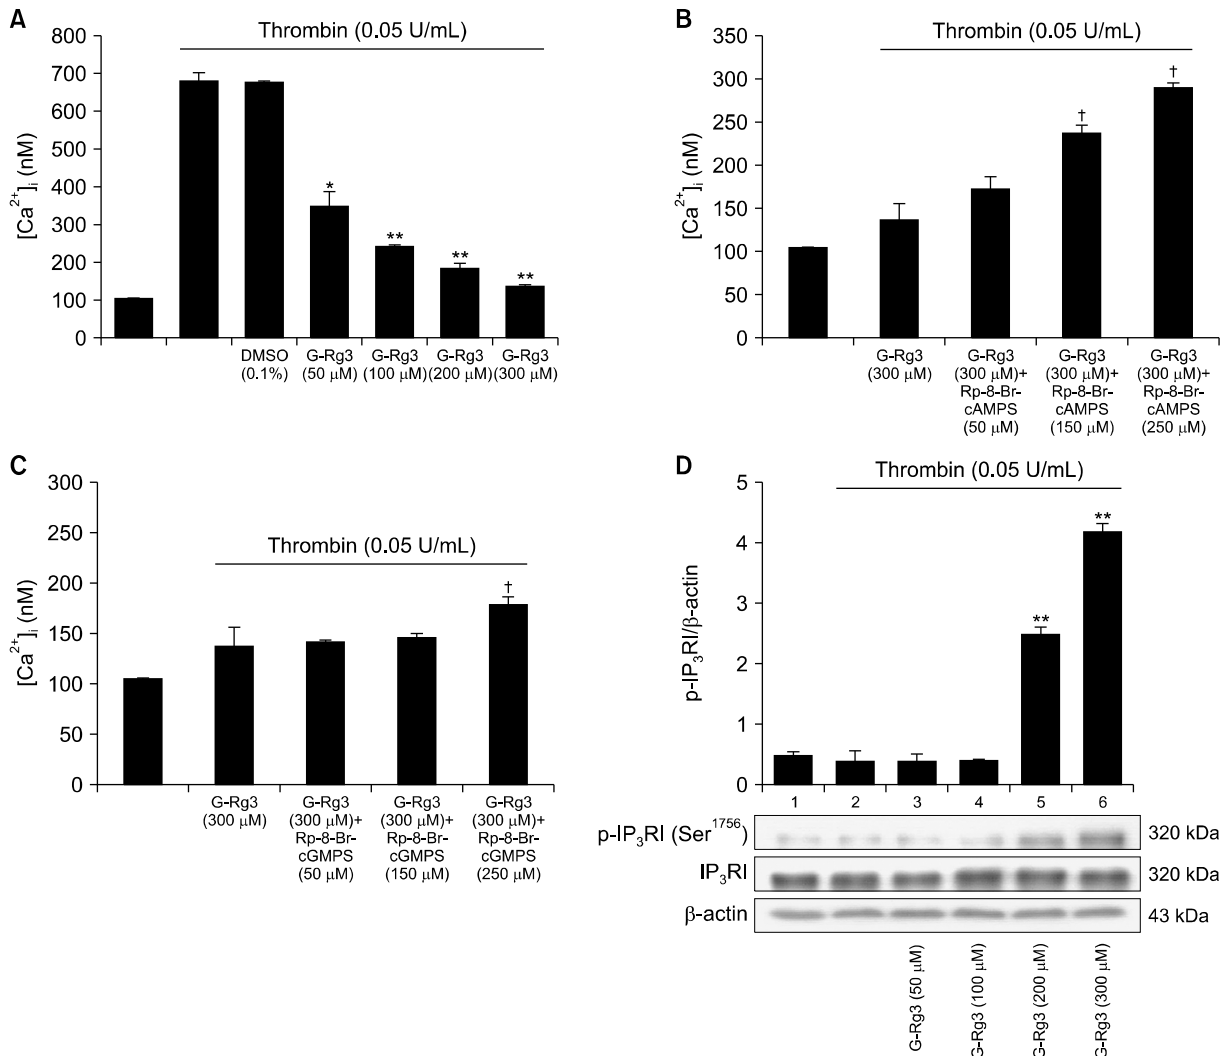 A
Thrombin (0.05 U/mL)
[Ca²⁺]ᵢ (nM)
800
700
600
500
400
300
200
100
0
*
**
**
**
DMSO G-Rg3 G-Rg3 G-Rg3 G-Rg3
(0.1%) (50 μM) (100 μM) (200 μM) (300 μM)
B
Thrombin (0.05 U/mL)
[Ca²⁺]ᵢ (nM)
350
300
250
200
150
100
50
0
†
†
G-Rg3 G-Rg3 G-Rg3 G-Rg3
(300 μM) (300 μM)+ (300 μM)+ (300 μM)+
Rp-8-Br- Rp-8-Br- Rp-8-Br-
cAMPS cAMPS cAMPS
(50 μM) (150 μM) (250 μM)
C
Thrombin (0.05 U/mL)
[Ca²⁺]ᵢ (nM)
300
250
200
150
100
50
0
†
G-Rg3 G-Rg3 G-Rg3 G-Rg3
(300 μM) (300 μM)+ (300 μM)+ (300 μM)+
Rp-8-Br- Rp-8-Br- Rp-8-Br-
cGMPS cGMPS cGMPS
(50 μM) (150 μM) (250 μM)
D
Thrombin (0.05 U/mL)
p-IP₃RI/β-actin
5
4
3
2
1
0
**
**
1 2 3 4 5 6
p-IP₃RI (Ser¹⁷⁵⁶) 320 kDa
IP₃RI 320 kDa
β-actin 43 kDa
G-Rg3 (50 μM)
G-Rg3 (100 μM)
G-Rg3 (200 μM)
G-Rg3 (300 μM)